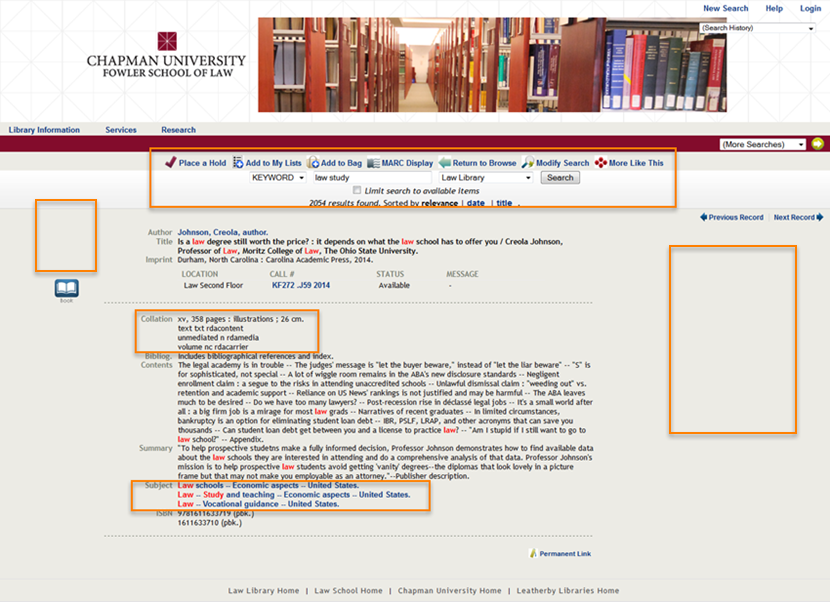 New Search Help Login
(Search History)
CHAPMAN UNIVERSITY
FOWLER SCHOOL OF LAW
Library Information Services Research
(More Searches)
Place a Hold Add to My Lists Add to Bag MARC Display Return to Browse Modify Search More Like This
KEYWORD law study Law Library Search
Limit search to available items
2054 results found. Sorted by relevance | date | title .
Previous Record Next Record
Author Johnson, Creola, author.
Title Is a law degree still worth the price? : it depends on what the law school has to offer you / Creola Johnson,
Professor of Law, Moritz College of Law, The Ohio State University.
Imprint Durham, North Carolina : Carolina Academic Press, 2014.
LOCATION CALL # STATUS MESSAGE
Law Second Floor KF272 .J59 2014 Available -
BOOK
Collation xv, 358 pages : illustrations ; 26 cm.
text txt rdacontent
unmediated n rdamedia
volume nc rdacarrier
Bibliog. Includes bibliographical references and index.
Contents The legal academy is in trouble -- The judges' message is "let the buyer beware," instead of "let the liar beware" -- "S" is
for sophisticated, not special -- A lot of wiggle room remains in the ABA's new disclosure standards -- Negligent
enrollment claim : a segue to the risks in attending unaccredited schools -- Unlawful dismissal claim : "weeding out" vs.
retention and academic support -- Reliance on US News' rankings is not justified and may be harmful -- The ABA leaves
much to be desired -- Do we have too many lawyers? -- Post-recession rise in déclassé legal jobs -- It's a small world after
all : a big firm job is a mirage for most law grads -- Narratives of recent graduates -- In limited circumstances,
bankruptcy is an option for eliminating student loan debt -- IBR, PSLF, LRAP, and other acronyms that can save you
thousands -- Can student loan debt get between you and a license to practice law? -- "Am I stupid if I still want to go to
law school?" -- Appendix.
Summary "To help prospective studetns make a fully informed decision, Professor Johnson demonstrates how to find available data
about the law schools they are interested in attending and do a comprehensive analysis of that data. Professor Johnson's
mission is to help prospective law students avoid getting 'vanity' degrees--the diplomas that look lovely in a picture
frame but that may not make you employable as an attorney."--Publisher description.
Subject Law schools -- Economic aspects -- United States.
Law -- Study and teaching -- Economic aspects -- United States.
Law -- Vocational guidance -- United States.
ISBN 9781611633719 (pbk.)
1611633710 (pbk.)
Permanent Link
Law Library Home | Law School Home | Chapman University Home | Leatherby Libraries Home